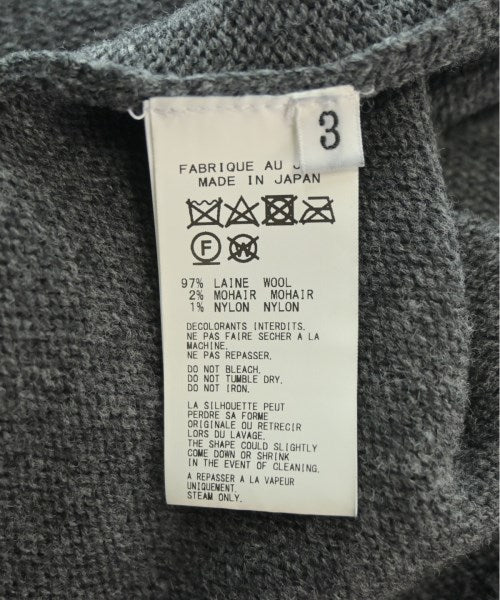 3
FABRIQUE AU
MADE IN JAPAN
F
W
97% LAINE WOOL
2% MOHAIR MOHAIR
1% NYLON NYLON
DECOLORANTS INTERDITS.
NE PAS FAIRE SECHER A LA
MACHINE.
NE PAS REPASSER.
DO NOT BLEACH.
DO NOT TUMBLE DRY.
DO NOT IRON.
LA SILHOUETTE PEUT
PERDRE SA FORME
ORIGINALE OU RETRECIR
LORS DU LAVAGE.
THE SHAPE COULD SLIGHTLY
COME DOWN OR SHRINK
IN THE EVENT OF CLEANING.
A REPASSER A LA VAPEUR
UNIQUEMENT.
STEAM ONLY.